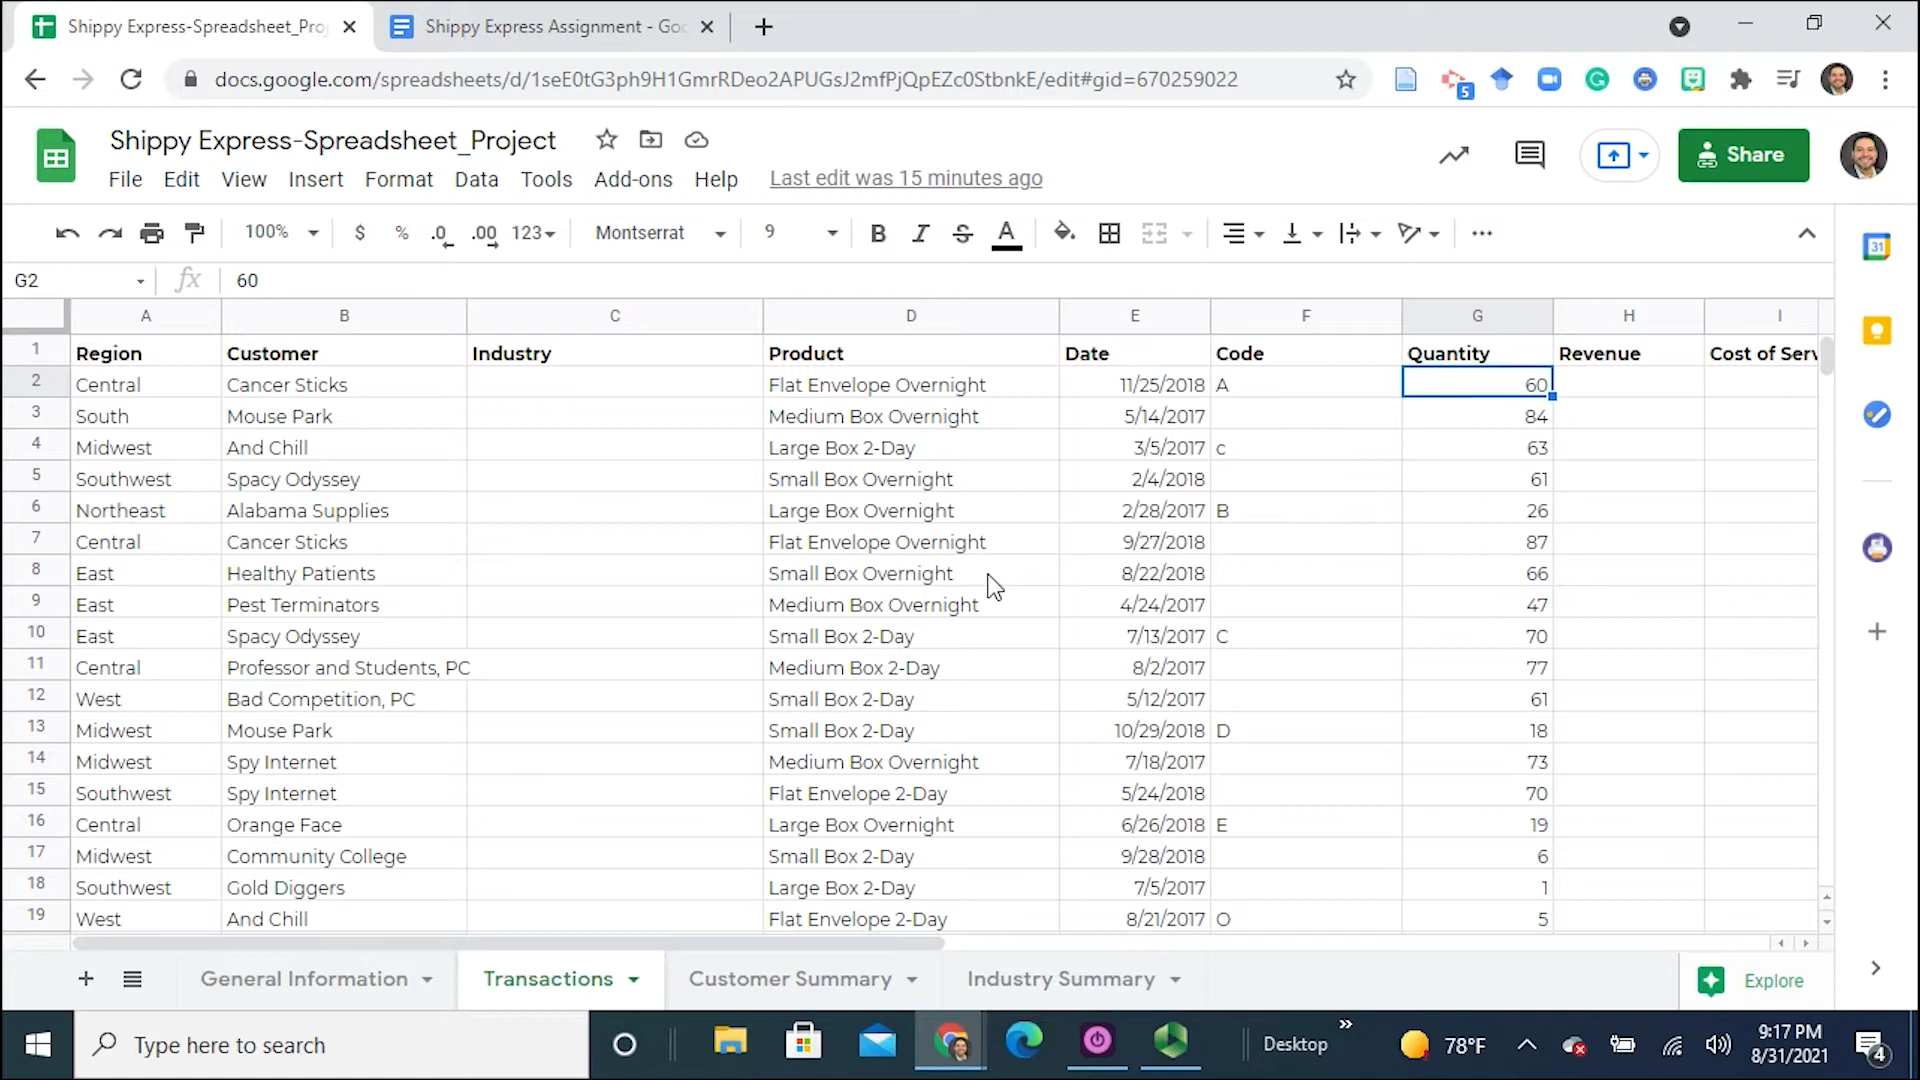 Shippy Express-Spreadsheet_Pro
Shippy Express Assignment - Goo
docs.google.com/spreadsheets/d/1seE0tG3ph9H1GmrRDeo2APUGsJ2mfPjQpEZc0StbnkE/edit#gid=670259022
5
Shippy Express-Spreadsheet_Project
Share
File Edit View Insert Format Data Tools Add-ons Help Last edit was 15 minutes ago
100% $ % .0 .00 123 Montserrat 9 B I S A
31
G2 fx 60
A B C D E F G H I
1 Region Customer Industry Product Date Code Quantity Revenue Cost of Serv
2 Central Cancer Sticks Flat Envelope Overnight 11/25/2018 A 60
3 South Mouse Park Medium Box Overnight 5/14/2017 84
4 Midwest And Chill Large Box 2-Day 3/5/2017 c 63
5 Southwest Spacy Odyssey Small Box Overnight 2/4/2018 61
6 Northeast Alabama Supplies Large Box Overnight 2/28/2017 B 26
7 Central Cancer Sticks Flat Envelope Overnight 9/27/2018 87
8 East Healthy Patients Small Box Overnight 8/22/2018 66
9 East Pest Terminators Medium Box Overnight 4/24/2017 47
10 East Spacy Odyssey Small Box 2-Day 7/13/2017 C 70
11 Central Professor and Students, PC Medium Box 2-Day 8/2/2017 77
12 West Bad Competition, PC Small Box 2-Day 5/12/2017 61
13 Midwest Mouse Park Small Box 2-Day 10/29/2018 D 18
14 Midwest Spy Internet Medium Box Overnight 7/18/2017 73
15 Southwest Spy Internet Flat Envelope 2-Day 5/24/2018 70
16 Central Orange Face Large Box Overnight 6/26/2018 E 19
17 Midwest Community College Small Box 2-Day 9/28/2018 6
18 Southwest Gold Diggers Large Box 2-Day 7/5/2017 1
19 West And Chill Flat Envelope 2-Day 8/21/2017 O 5
General Information Transactions Customer Summary Industry Summary Explore
Type here to search Desktop 78°F 9:17 PM
8/31/2021 4